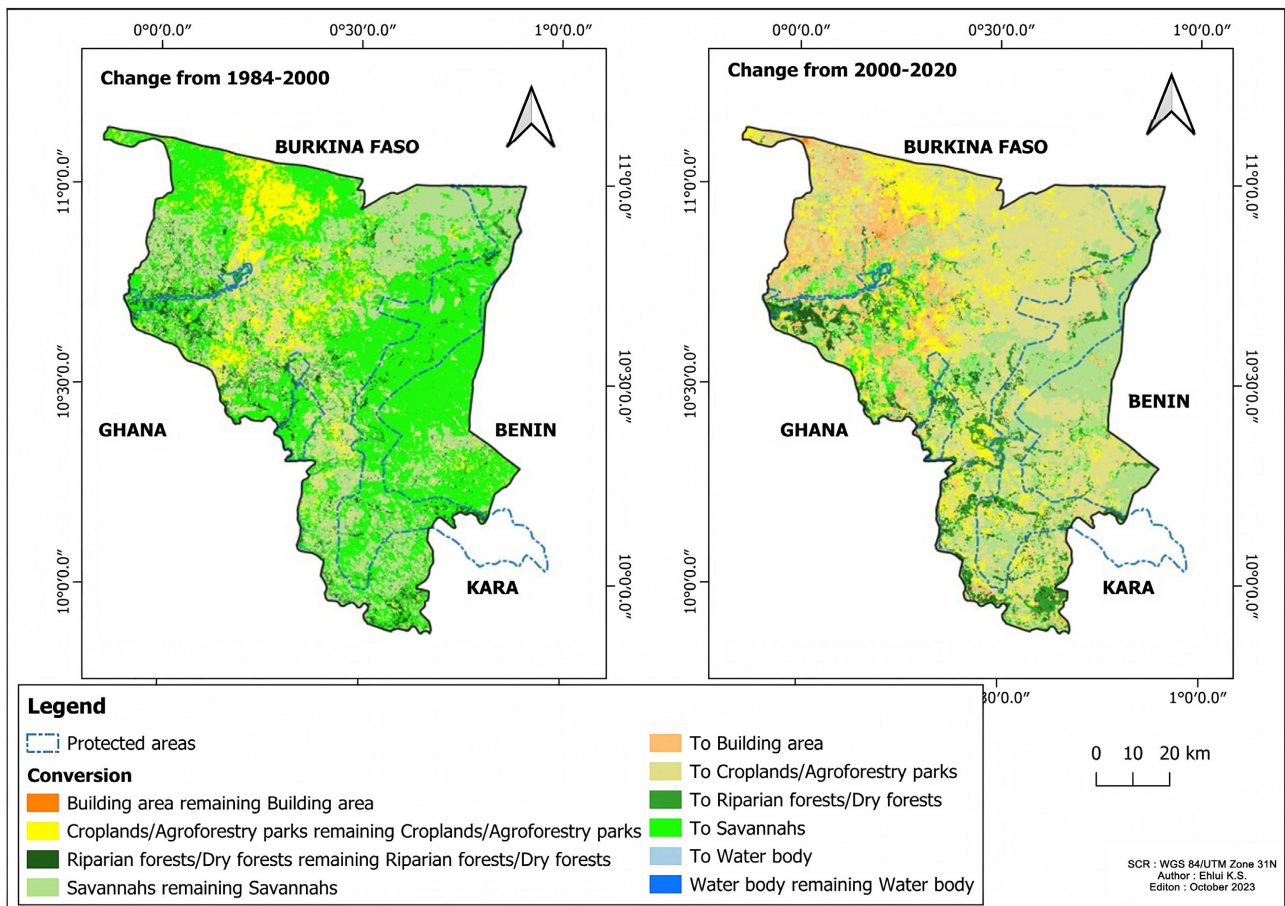 0°0′0.0″ 0°30′0.0″ 1°0′0.0″ 0°0′0.0″ 0°30′0.0″ 1°0′0.0″
Change from 1984-2000
Change from 2000-2020
BURKINA FASO
BURKINA FASO
11°0′0.0″
11°0′0.0″
11°0′0.0″
11°0′0.0″
10°30′0.0″
10°30′0.0″
10°30′0.0″
10°30′0.0″
GHANA
BENIN
GHANA
BENIN
10°0′0.0″
10°0′0.0″
10°0′0.0″
10°0′0.0″
KARA
KARA
30′0.0″ 1°0′0.0″
Legend
Protected areas
Conversion
Building area remaining Building area
Croplands/Agroforestry parks remaining Croplands/Agroforestry parks
Riparian forests/Dry forests remaining Riparian forests/Dry forests
Savannahs remaining Savannahs
To Building area
To Croplands/Agroforestry parks
To Riparian forests/Dry forests
To Savannahs
To Water body
Water body remaining Water body
0 10 20 km
SCR : WGS 84/UTM Zone 31N
Author : Ehlui K.S.
Editon : October 2023